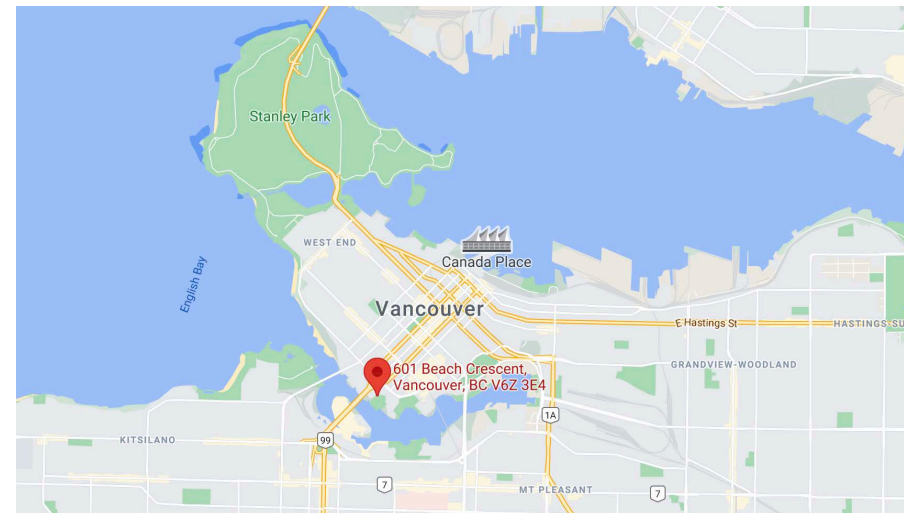 Stanley Park
WEST END
Canada Place
English Bay
Vancouver
E Hastings St
HASTINGS-SU
601 Beach Crescent,
Vancouver, BC V6Z 3E4
GRANDVIEW-WOODLAND
1A
KITSILANO
99
7
MT PLEASANT
7